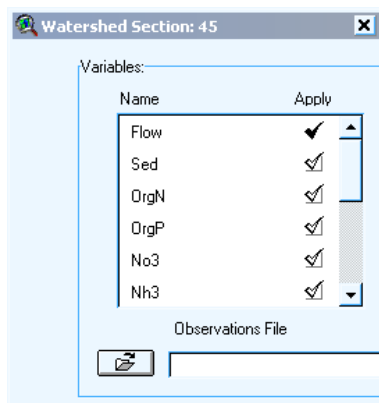 Watershed Section: 45
Variables:
Name Apply
Flow
Sed
OrgN
OrgP
No3
Nh3
Observations File